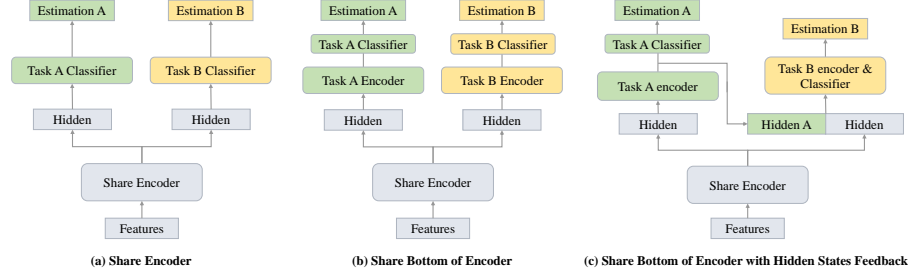 Estimation A
Estimation B
Task A Classifier
Task B Classifier
Hidden
Hidden
Share Encoder
Features
(a) Share Encoder
Estimation A
Estimation B
Task A Classifier
Task B Classifier
Task A Encoder
Task B Encoder
Hidden
Hidden
Share Encoder
Features
(b) Share Bottom of Encoder
Estimation A
Estimation B
Task A Classifier
Task A encoder
Task B encoder &
Classifier
Hidden
Hidden A
Hidden
Share Encoder
Features
(c) Share Bottom of Encoder with Hidden States Feedback